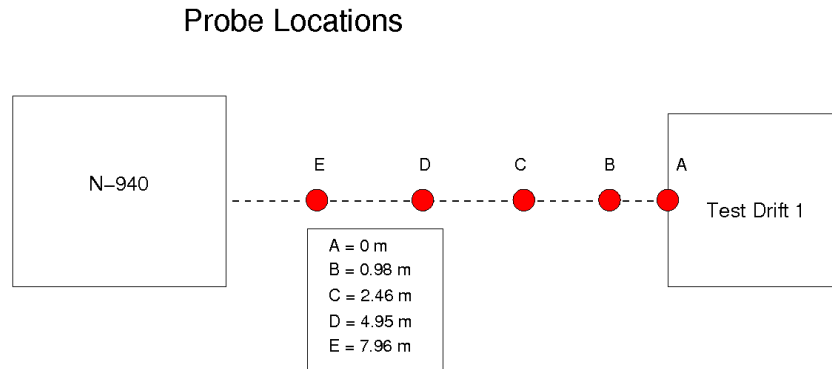 Probe Locations
E
D
C
B
A
N−940
Test Drift 1
A = 0 m
B = 0.98 m
C = 2.46 m
D = 4.95 m
E = 7.96 m